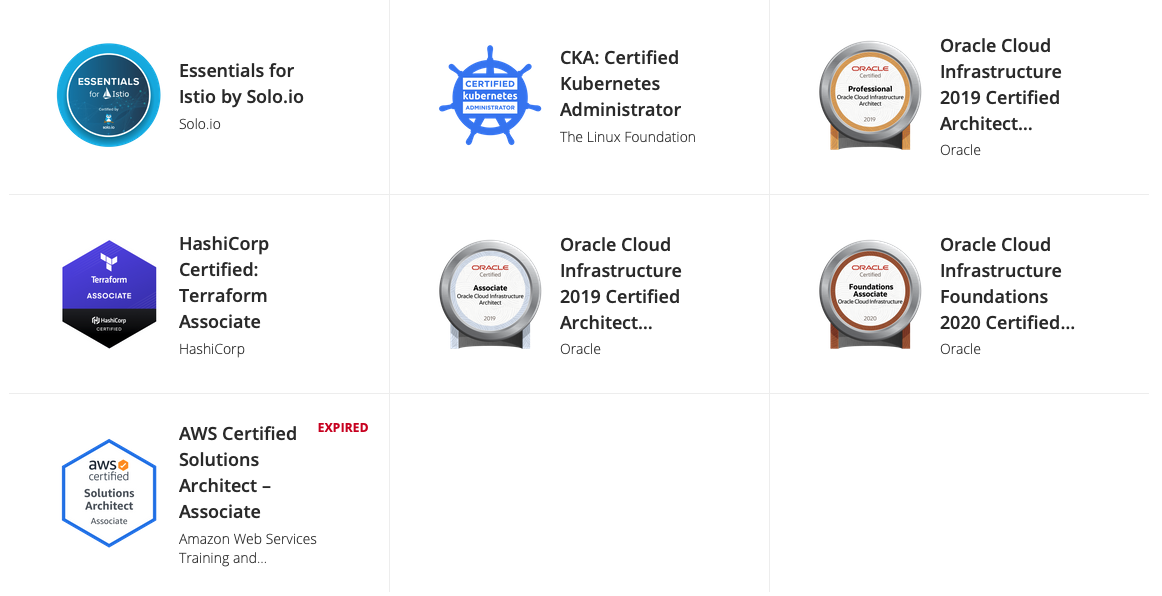 ESSENTIALS
for Istio
Certified by
solo.io
Essentials for
Istio by Solo.io
Solo.io
CERTIFIED
kubernetes
ADMINISTRATOR
CKA: Certified
Kubernetes
Administrator
The Linux Foundation
ORACLE
Certified
Professional
Oracle Cloud Infrastructure
Architect
2019
Oracle Cloud
Infrastructure
2019 Certified
Architect...
Oracle
Terraform
ASSOCIATE
HashiCorp
CERTIFIED
HashiCorp
Certified:
Terraform
Associate
HashiCorp
ORACLE
Certified
Associate
Oracle Cloud Infrastructure
Architect
2019
Oracle Cloud
Infrastructure
2019 Certified
Architect...
Oracle
ORACLE
Certified
Foundations
Associate
Oracle Cloud Infrastructure
2020
Oracle Cloud
Infrastructure
Foundations
2020 Certified...
Oracle
aws
certified
Solutions
Architect
Associate
AWS Certified
Solutions
Architect –
Associate
EXPIRED
Amazon Web Services
Training and...